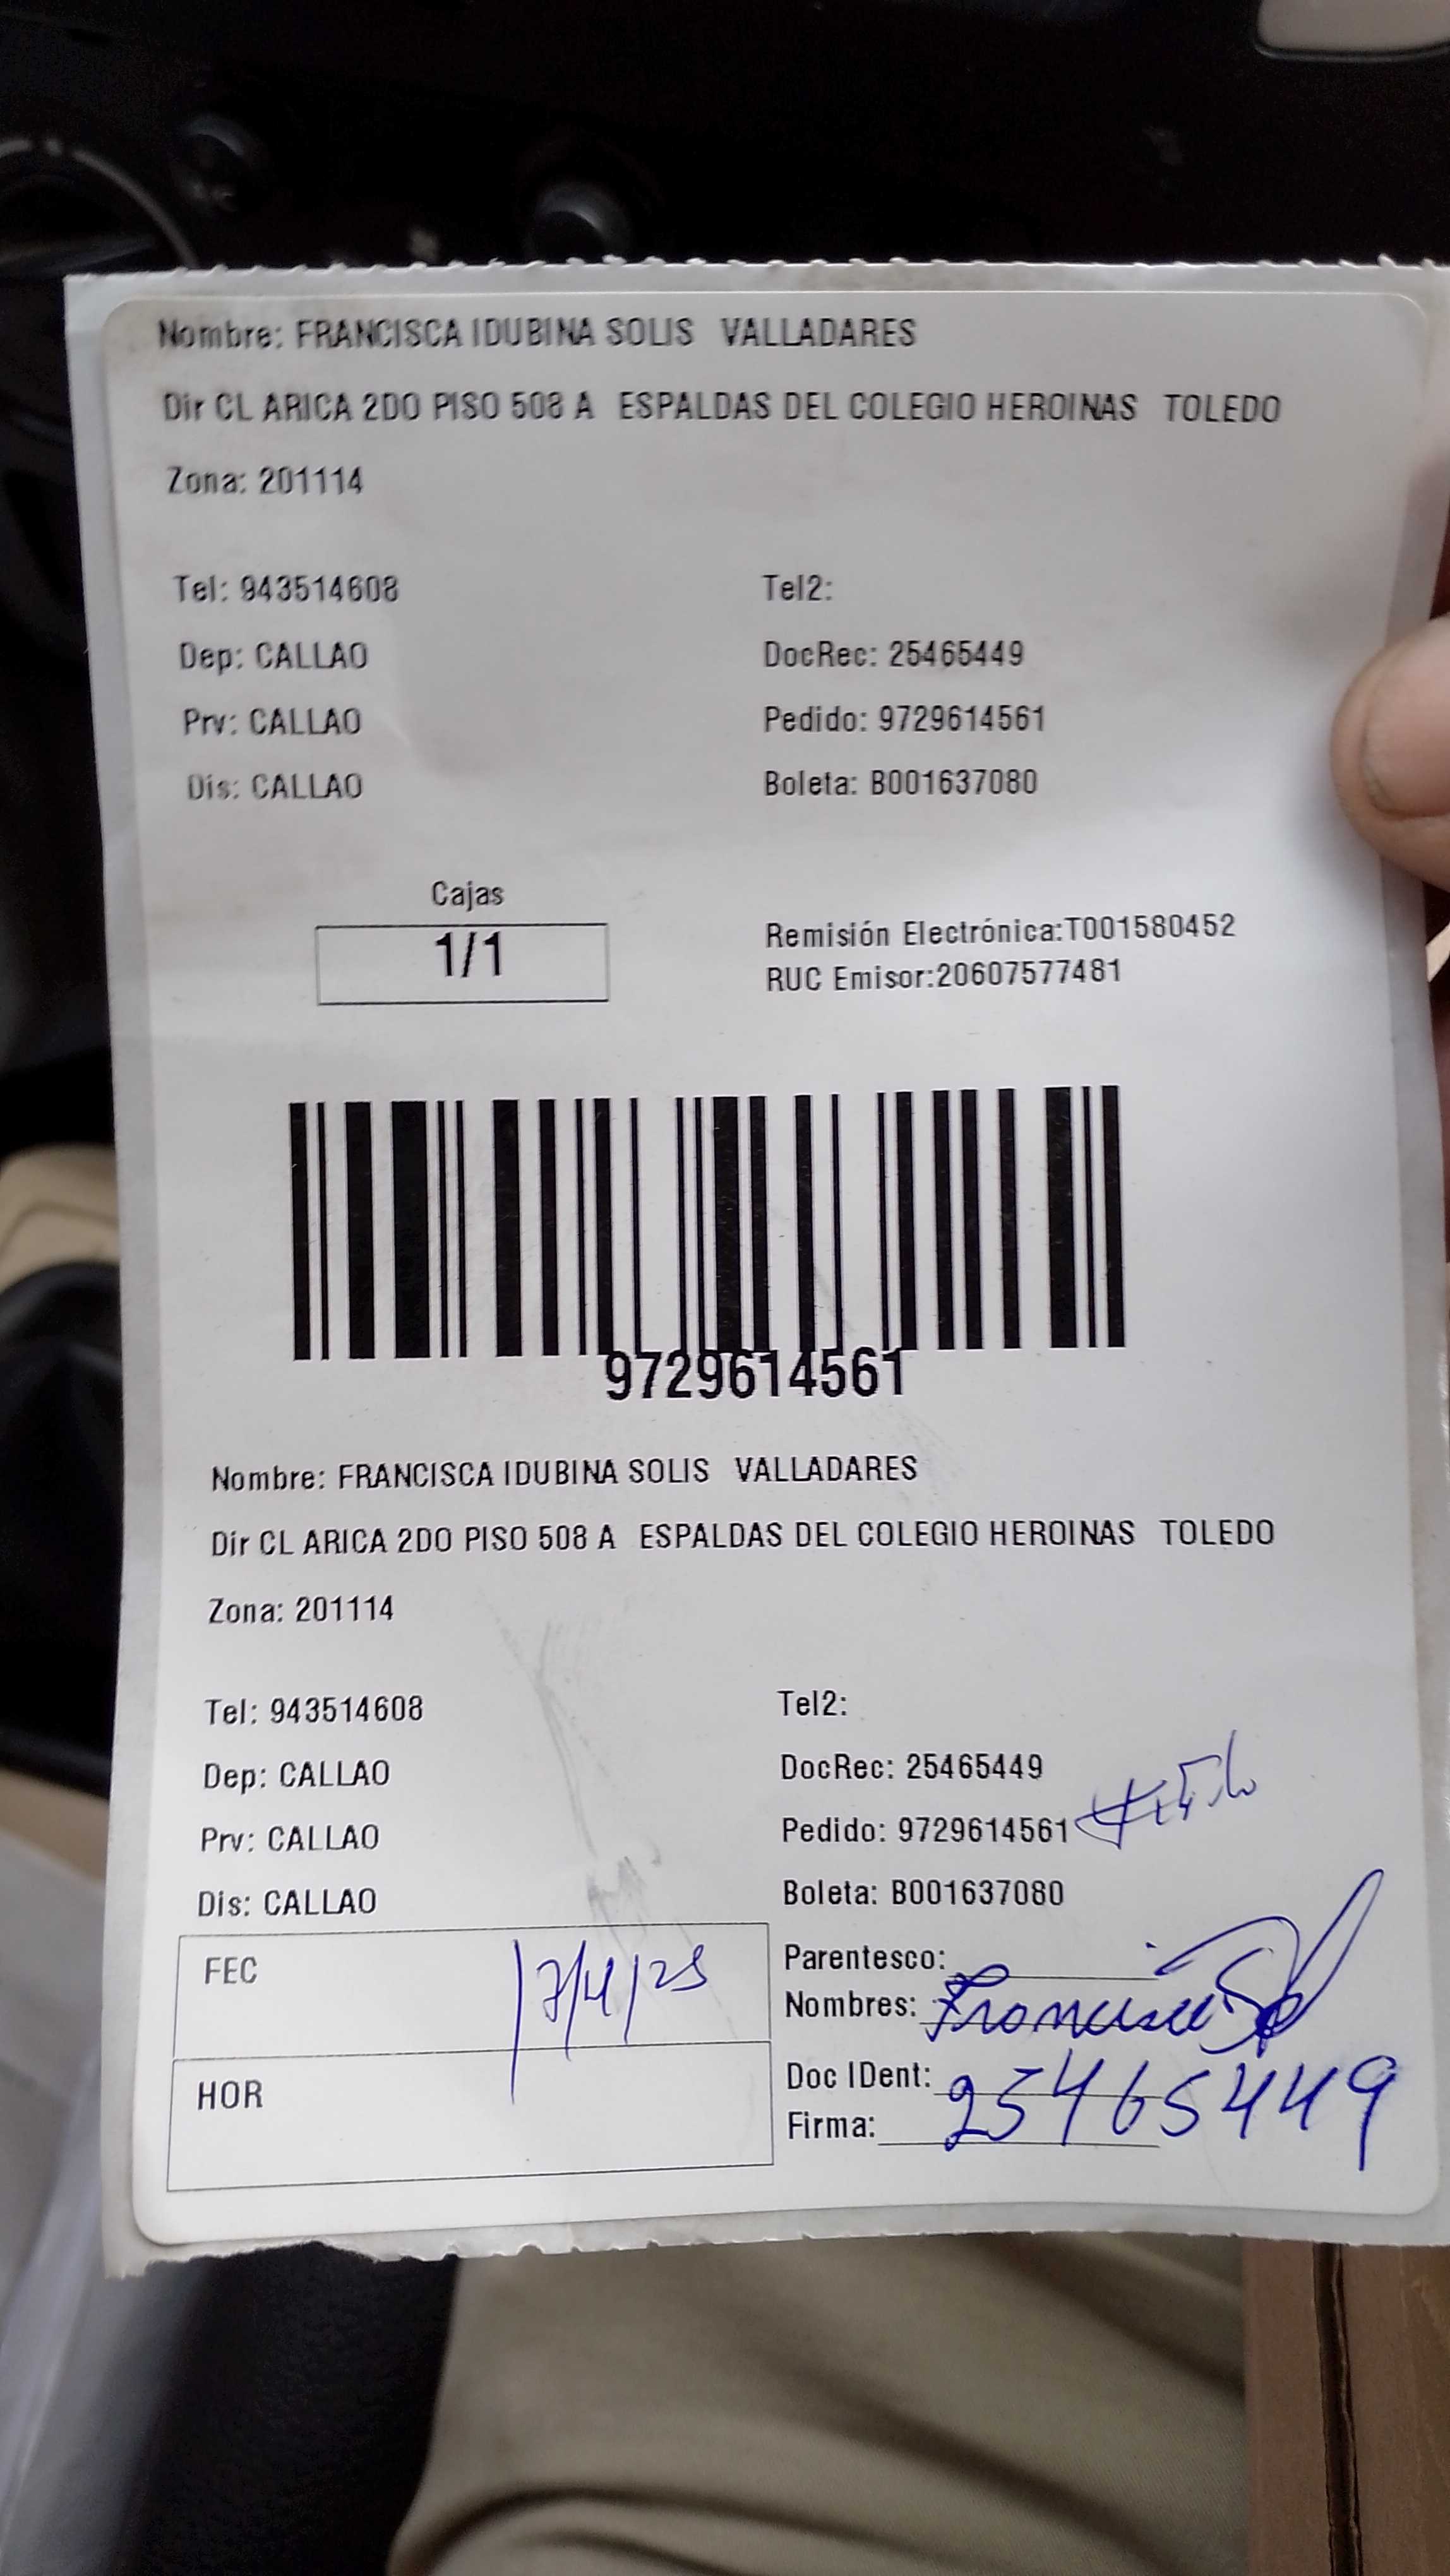 Nombre: FRANCISCA IDUBINA SOLIS VALLADARES
Dir CL ARICA 2DO PISO 508 A ESPALDAS DEL COLEGIO HEROINAS TOLEDO
Zona: 201114
Tel: 943514608 Tel2:
Dep: CALLAO DocRec: 25465449
Prv: CALLAO Pedido: 9729614561
Dis: CALLAO Boleta: B001637080
Cajas
1/1
Remisión Electrónica:T001580452
RUC Emisor:20607577481
9729614561
Nombre: FRANCISCA IDUBINA SOLIS VALLADARES
Dir CL ARICA 2DO PISO 508 A ESPALDAS DEL COLEGIO HEROINAS TOLEDO
Zona: 201114
Tel: 943514608 Tel2:
Dep: CALLAO DocRec: 25465449
Prv: CALLAO Pedido: 9729614561
Dis: CALLAO Boleta: B001637080
FEC 17/4/25 Parentesco:
Nombres: Francisca
HOR Doc IDent: 25465449
Firma: